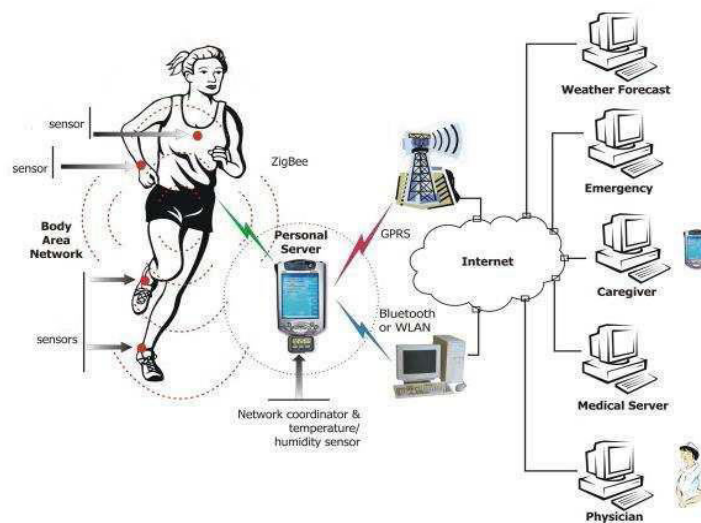 sensor
sensor
ZigBee
Body
Area
Network
sensors
Personal
Server
Network coordinator &
temperature/
humidity sensor
GPRS
Bluetooth
or WLAN
Internet
Weather Forecast
Emergency
Caregiver
Medical Server
Physician